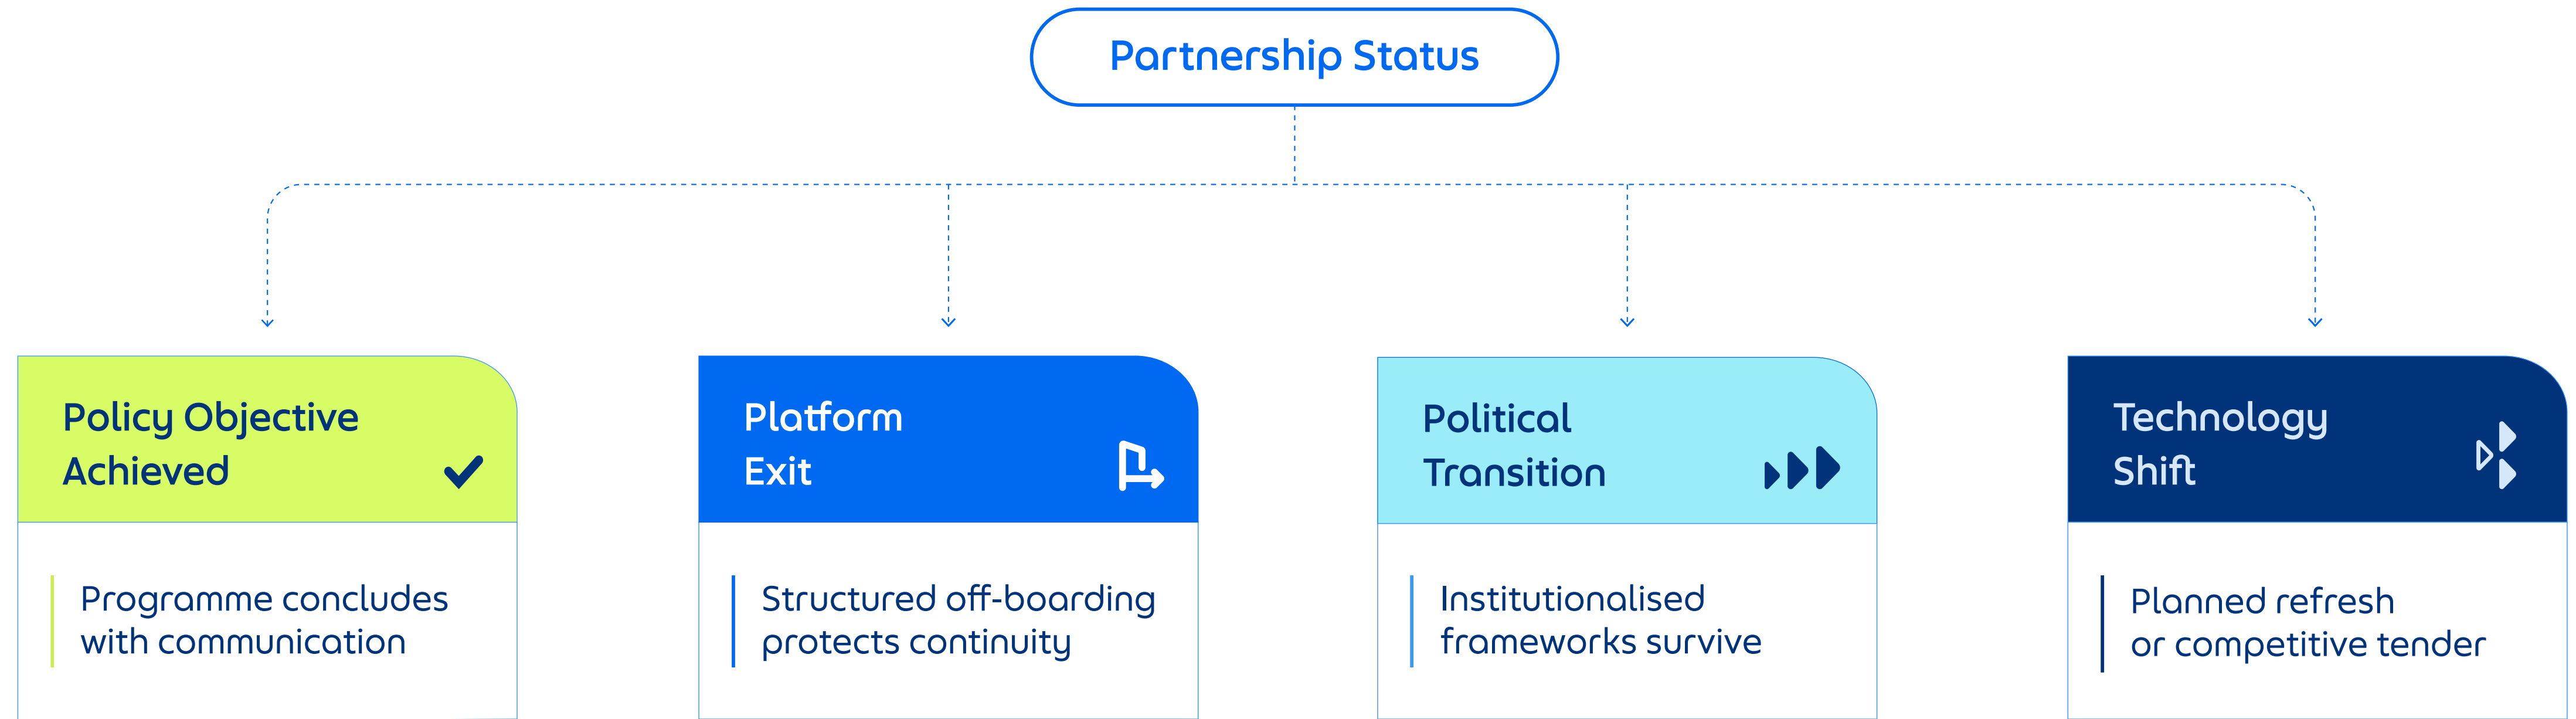 Partnership Status
Policy Objective
Achieved
Programme concludes
with communication
Platform
Exit
Structured off-boarding
protects continuity
Political
Transition
Institutionalised
frameworks survive
Technology
Shift
Planned refresh
or competitive tender